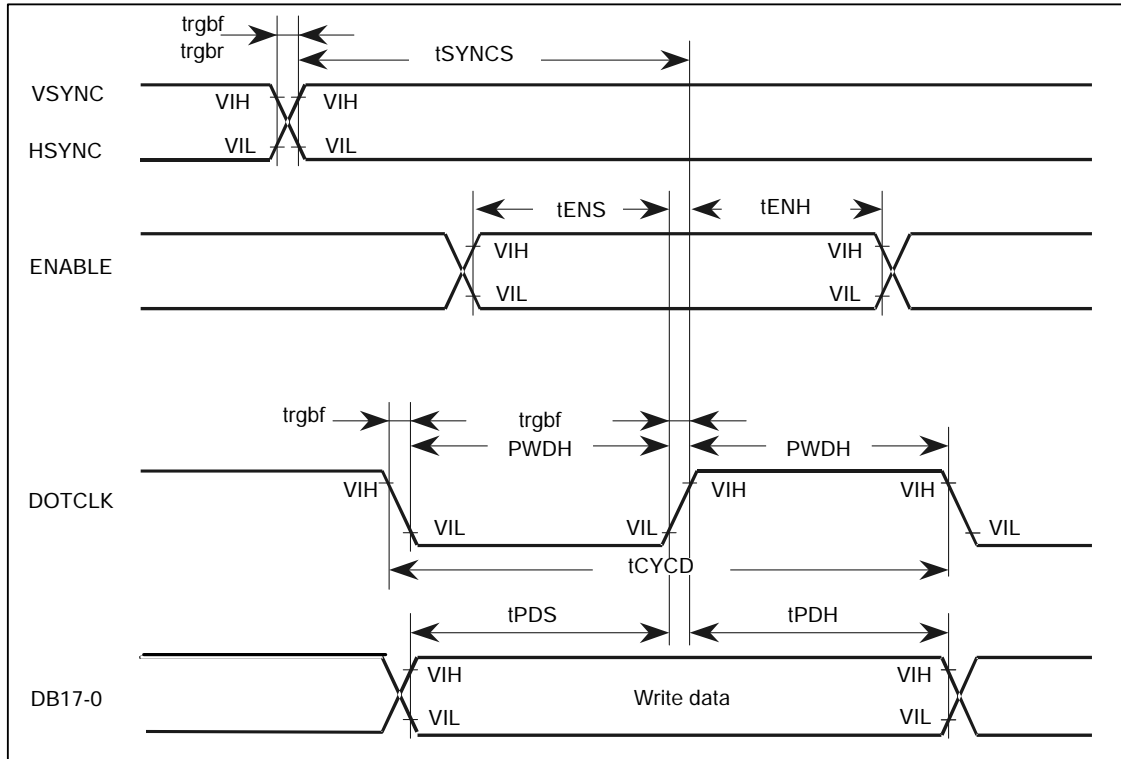 trgbf
trgbr
tSYNCS
VSYNC
VIH VIH
HSYNC
VIL VIL
tENS tENH
ENABLE
VIH VIH
VIL VIL
trgbf trgbf
PWDH PWDH
DOTCLK
VIH VIH VIH
VIL VIL VIL
tCYCD
tPDS tPDH
DB17-0
VIH VIH
Write data
VIL VIL